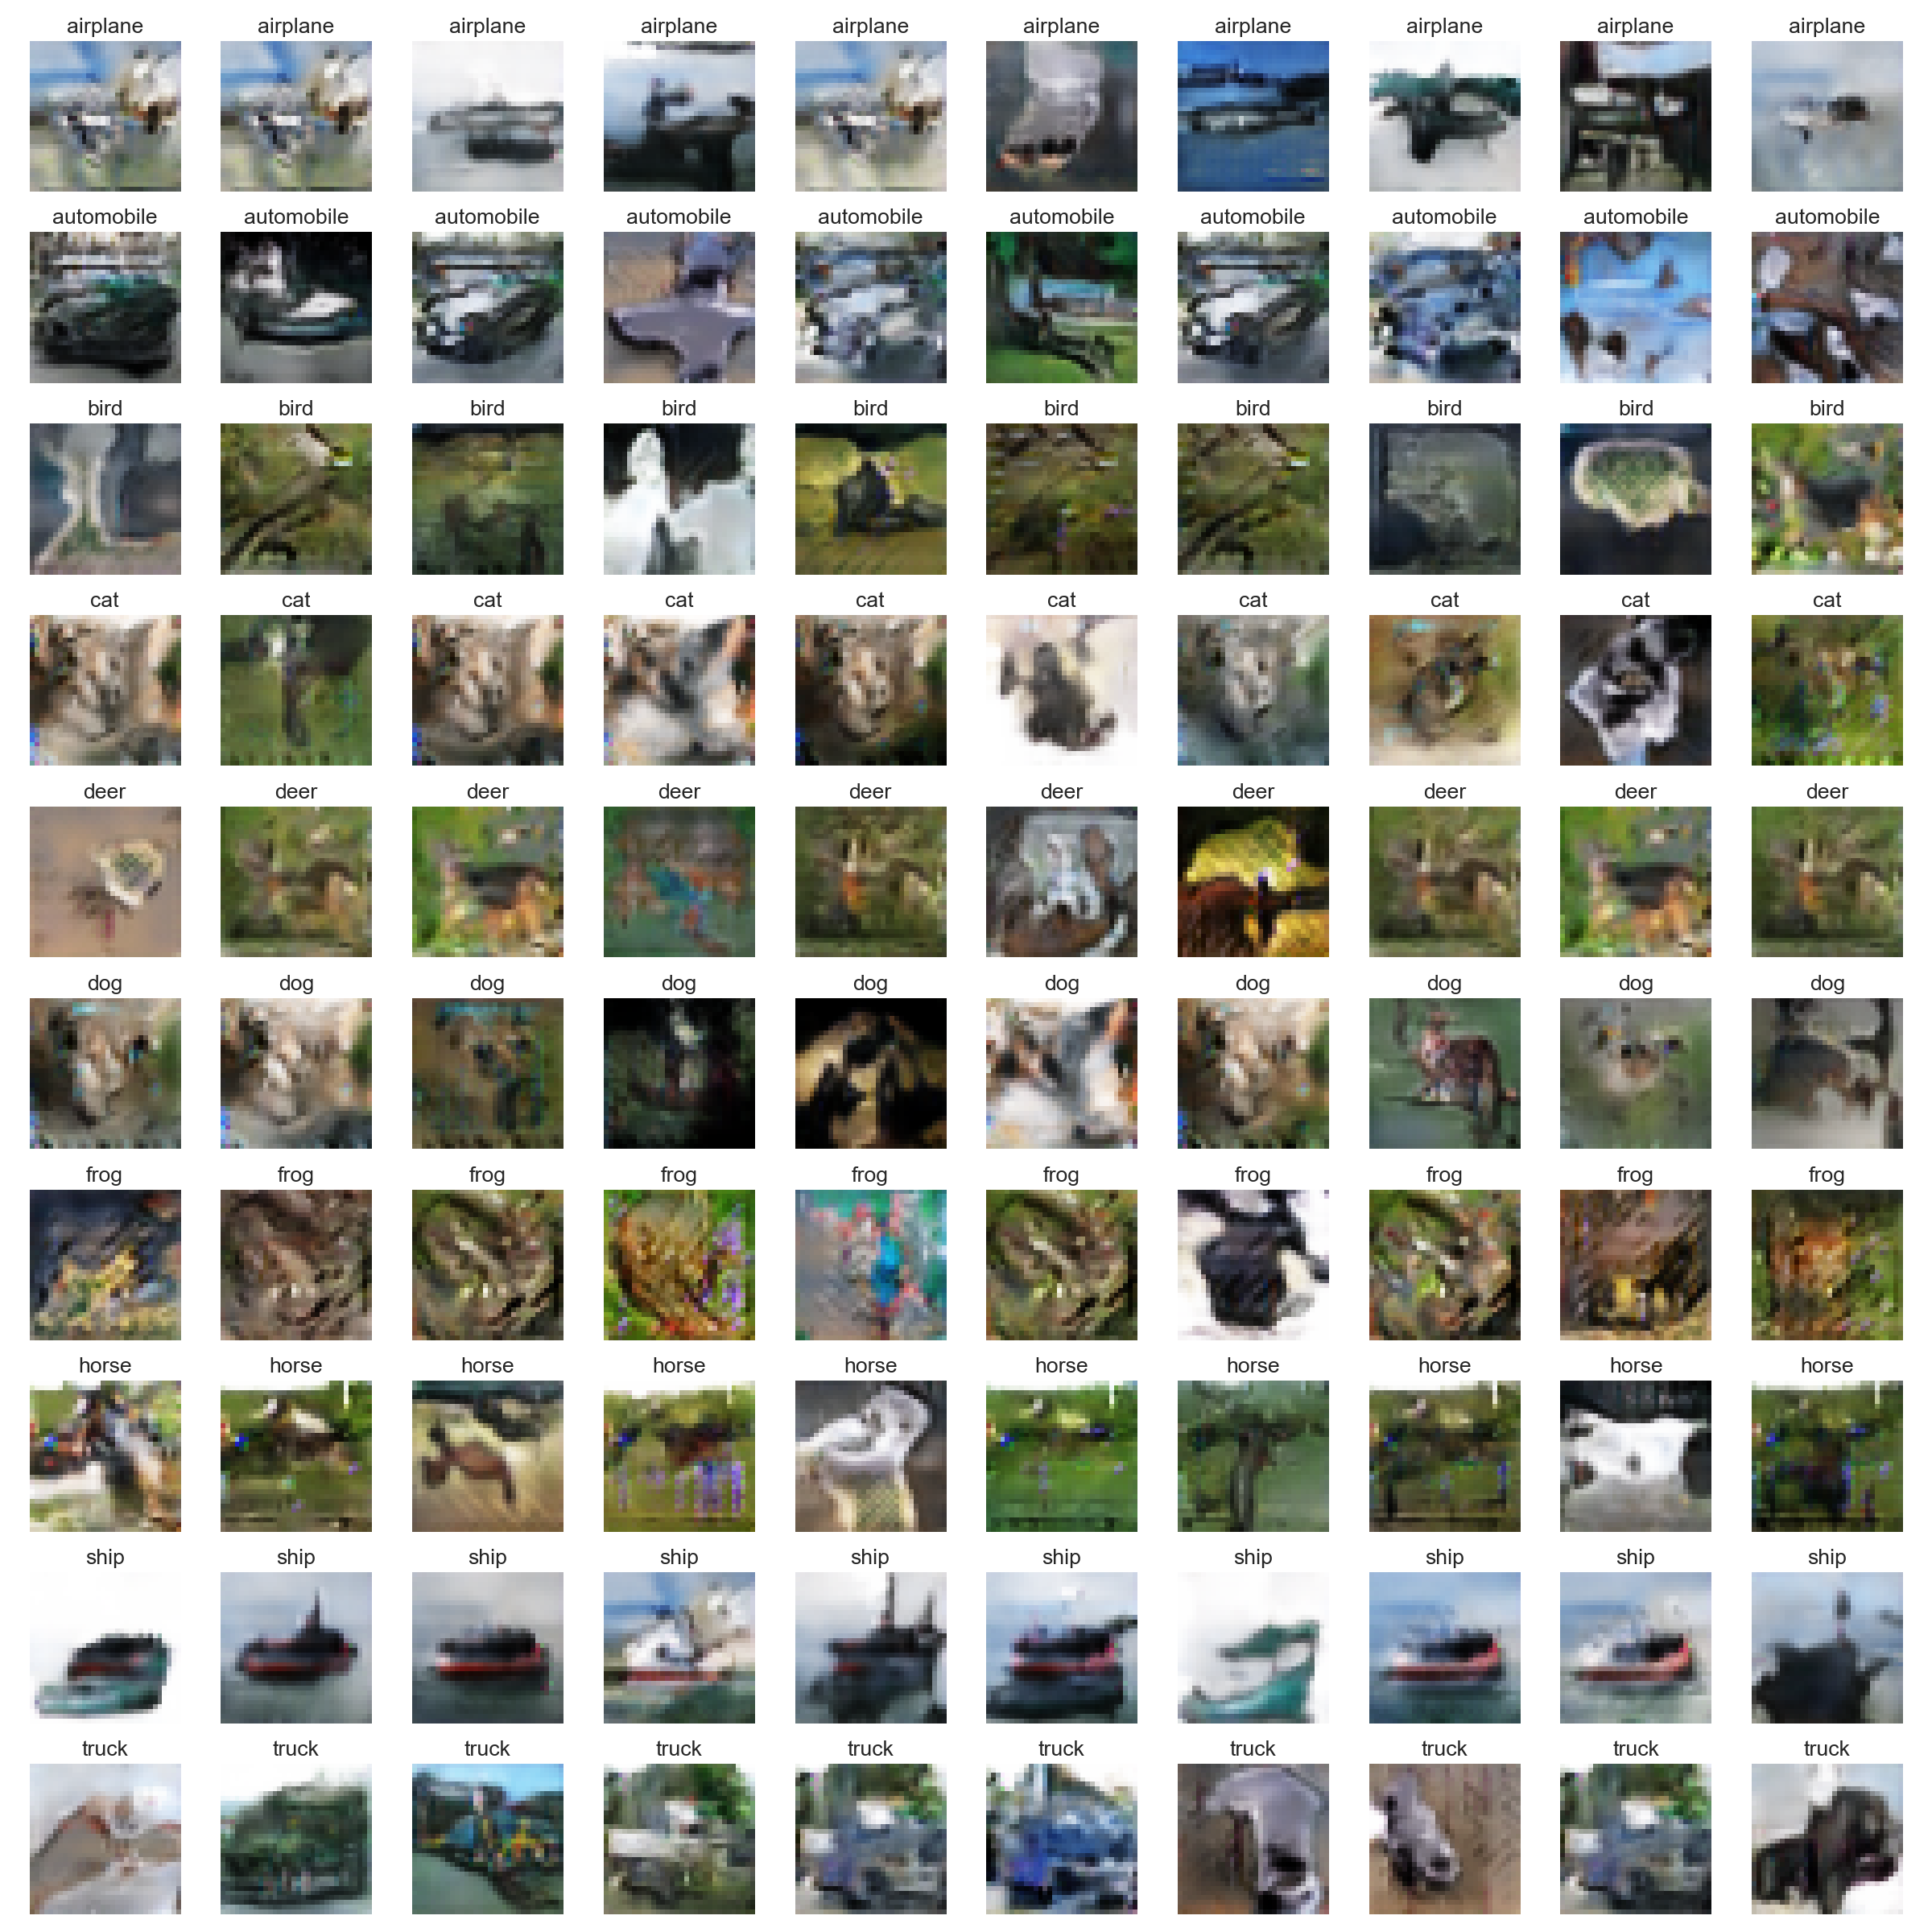 airplane airplane airplane airplane airplane airplane airplane airplane airplane airplane
automobile automobile automobile automobile automobile automobile automobile automobile automobile automobile
bird bird bird bird bird bird bird bird bird bird
cat cat cat cat cat cat cat cat cat cat
deer deer deer deer deer deer deer deer deer deer
dog dog dog dog dog dog dog dog dog dog
frog frog frog frog frog frog frog frog frog frog
horse horse horse horse horse horse horse horse horse horse
ship ship ship ship ship ship ship ship ship ship
truck truck truck truck truck truck truck truck truck truck